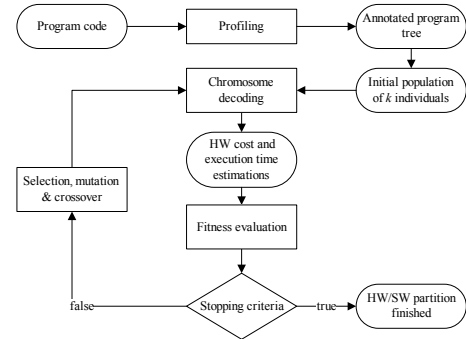 Program code
Profiling
Annotated program
tree
Chromosome
decoding
Initial population
of k individuals
HW cost and
execution time
estimations
Selection, mutation
& crossover
Fitness evaluation
Stopping criteria
false
true
HW/SW partition
finished